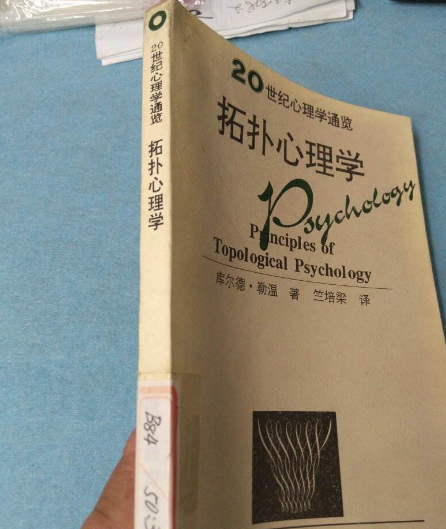 20世纪心理学通览
拓扑心理学
20世纪心理学通览
拓扑心理学
Psychology
Principles of
Topological Psychology
库尔德·勒温 著 竺培梁 译
B84